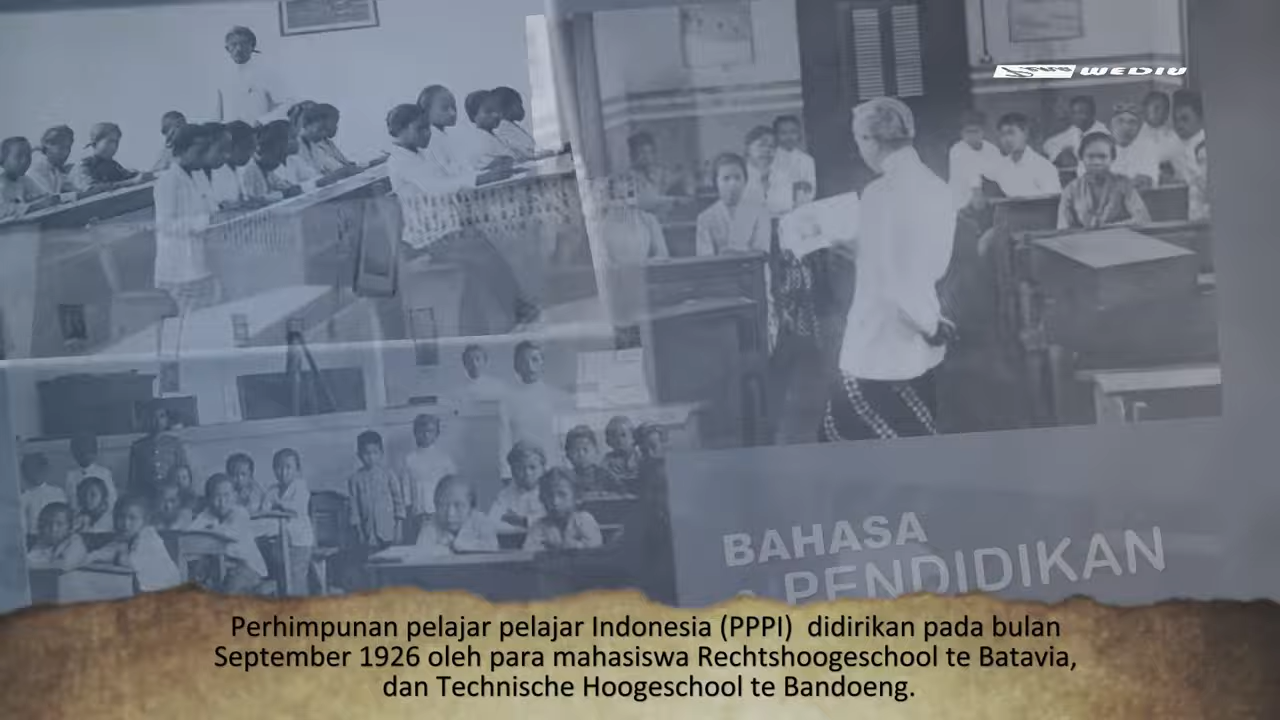 BAHASA
& PENDIDIKAN
Perhimpunan pelajar pelajar Indonesia (PPPI) didirikan pada bulan
September 1926 oleh para mahasiswa Rechtshoogeschool te Batavia,
dan Technische Hoogeschool te Bandoeng.